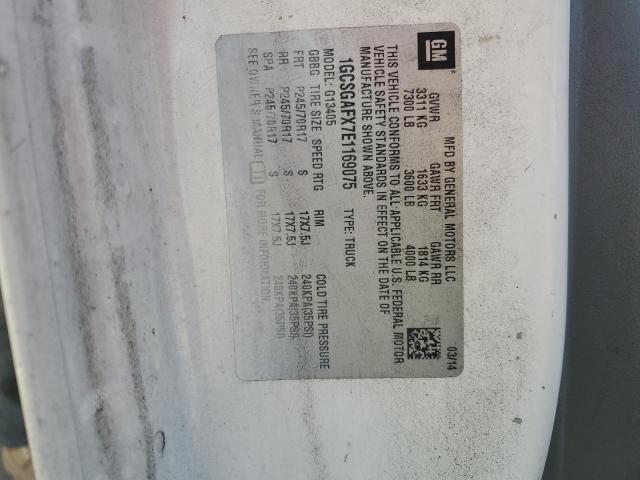 GM
MFD BY GENERAL MOTORS LLC
03/14
GVWR GAWR FRT GAWR RR
3311 KG 1633 KG 1814 KG
7300 LB 3600 LB 4000 LB
THIS VEHICLE CONFORMS TO ALL APPLICABLE U.S. FEDERAL MOTOR
VEHICLE SAFETY STANDARDS IN EFFECT ON THE DATE OF
MANUFACTURE SHOWN ABOVE.
1GCSGAFX7E1169075 TYPE: TRUCK
MODEL: G13405
GBBG TIRE SIZE SPEED RTG RIM COLD TIRE PRESSURE
FRT P245/70R17 S 17X7.5J 240KPA(35PSI)
RR P245/70R17 S 17X7.5J 240KPA(35PSI)
SPA P245/70R17 S 17X7.5J 240KPA(35PSI)
SEE OWNER'S MANUAL FOR MORE INFORMATION